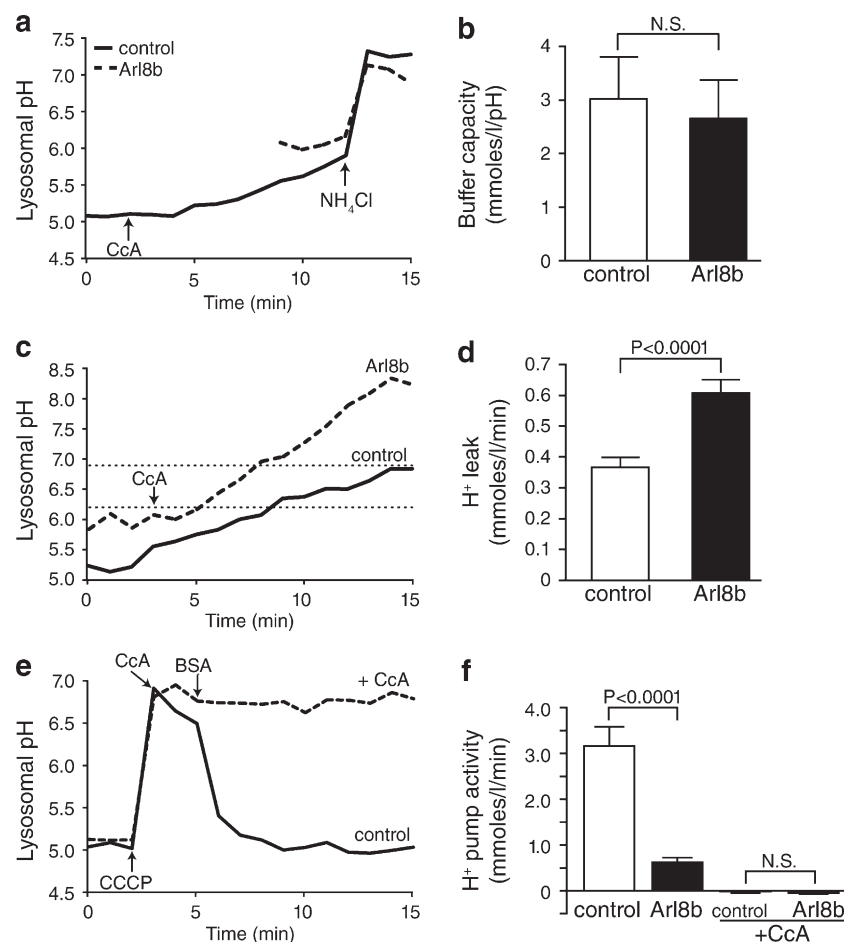 a
7.5
7.0
6.5
6.0
5.5
5.0
4.5
Lysosomal pH
control
Arl8b
CcA
NH4Cl
0 5 10 15
Time (min)
b
N.S.
4
3
2
1
0
Buffer capacity
(mmoles/l/pH)
control Arl8b
c
8.5
8.0
7.5
7.0
6.5
6.0
5.5
5.0
Lysosomal pH
Arl8b
control
CcA
0 5 10 15
Time (min)
d
P<0.0001
0.7
0.6
0.5
0.4
0.3
0.2
0.1
0
H+ leak
(mmoles/l/min)
control Arl8b
e
CcA BSA
+ CcA
7.0
6.5
6.0
5.5
5.0
4.5
Lysosomal pH
control
CCCP
0 5 10 15
Time (min)
f
P<0.0001
4.0
3.0
2.0
1.0
0
H+ pump activity
(mmoles/l/min)
N.S.
control Arl8b control Arl8b
+CcA